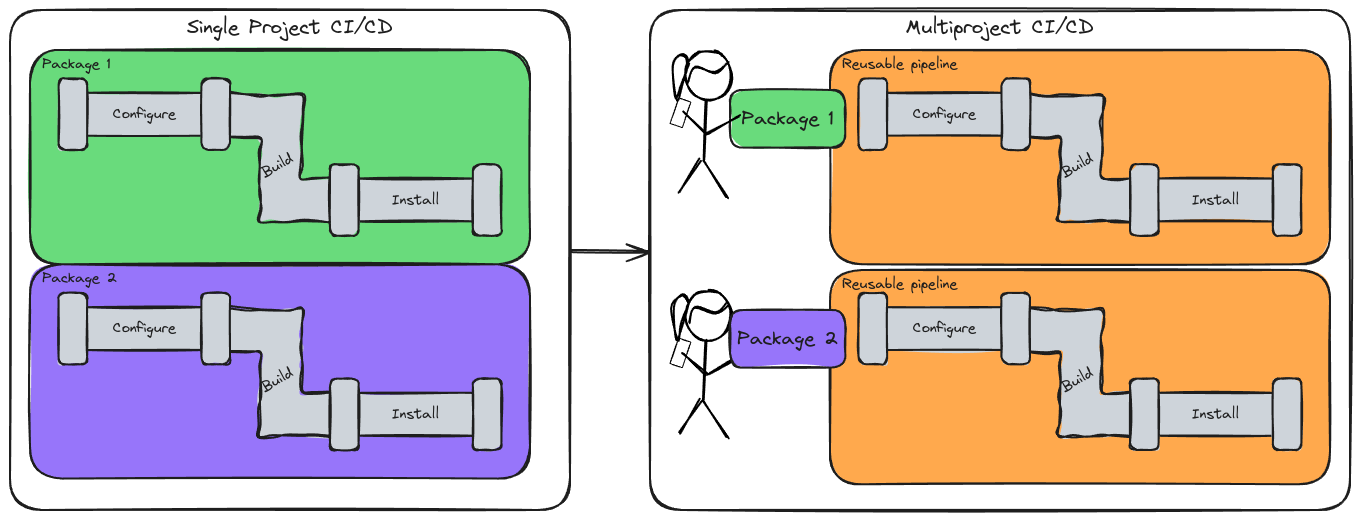 Single Project CI/CD
Package 1
Configure
Build
Install
Package 2
Configure
Build
Install
Multiproject CI/CD
Package 1
Reusable pipeline
Configure
Build
Install
Package 2
Reusable pipeline
Configure
Build
Install